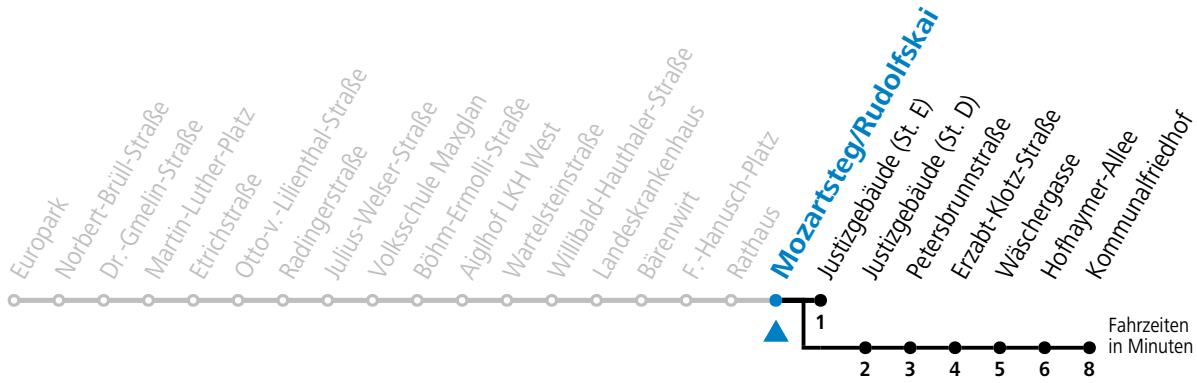 Europark
Norbert-Brüll-Straße
Dr.-Gmelin-Straße
Martin-Luther-Platz
Etrichstraße
Otto-v.-Lilienthal-Straße
Radingerstraße
Julius-Welser-Straße
Volksschule Maxglan
Böhm-Ermolli-Straße
Aiglhof LKH West
Wartelsteinstraße
Willibald-Hauthaler-Straße
Landeskrankenhaus
Bärenwirt
F.-Hanusch-Platz
Rathaus
Mozartsteg/Rudolfskai
Justizgebäude (St. E)
Justizgebäude (St. D)
Petersbrunnstraße
Erzabt-Klotz-Straße
Wäschergasse
Hofhaymer-Allee
Kommunalfriedhof
1
Fahrzeiten
in Minuten
2 3 4 5 6 8